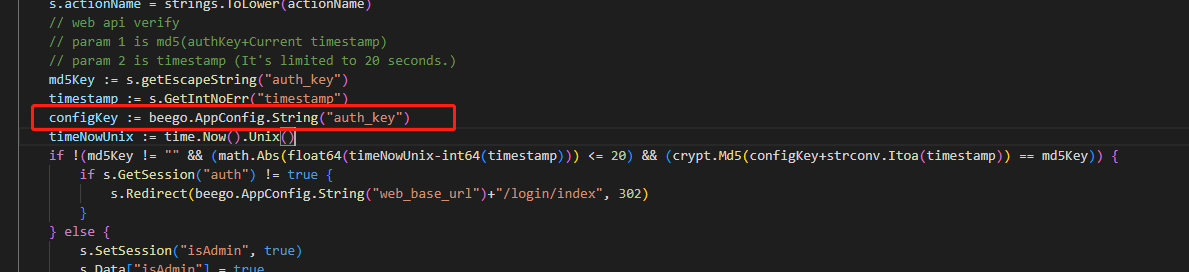 s.actionName = strings.ToLower(actionName)
// web api verify
// param 1 is md5(authKey+Current timestamp)
// param 2 is timestamp (It's limited to 20 seconds.)
md5Key := s.getEscapeString("auth_key")
timestamp := s.GetIntNoErr("timestamp")
configKey := beego.AppConfig.String("auth_key")
timeNowUnix := time.Now().Unix()
if !(md5Key != "" && (math.Abs(float64(timeNowUnix-int64(timestamp))) <= 20) && (crypt.Md5(configKey+strconv.Itoa(timestamp)) == md5Key)) {
if s.GetSession("auth") != true {
s.Redirect(beego.AppConfig.String("web_base_url")+"/login/index", 302)
}
} else {
s.SetSession("isAdmin", true)
s.Data["isAdmin"] = true